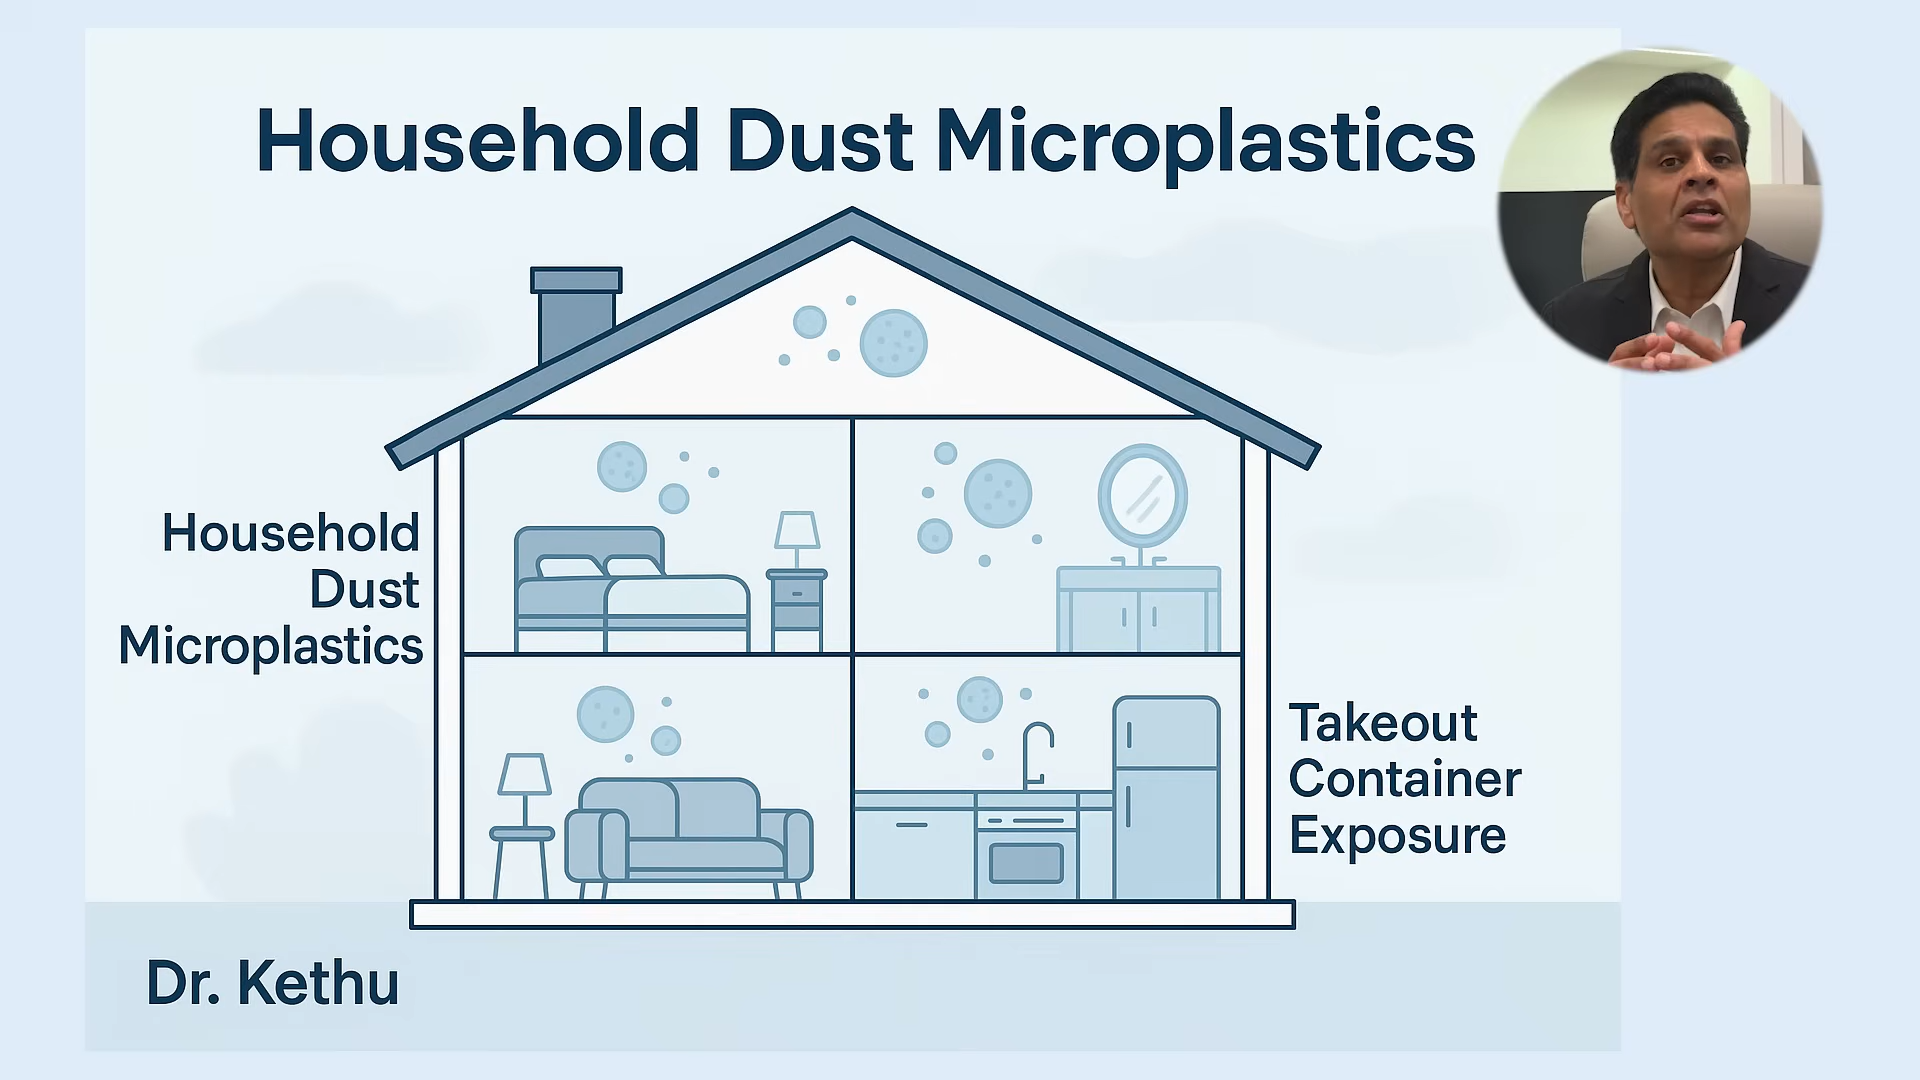 Household Dust Microplastics
Household
Dust
Microplastics
Takeout
Container
Exposure
Dr. Kethu